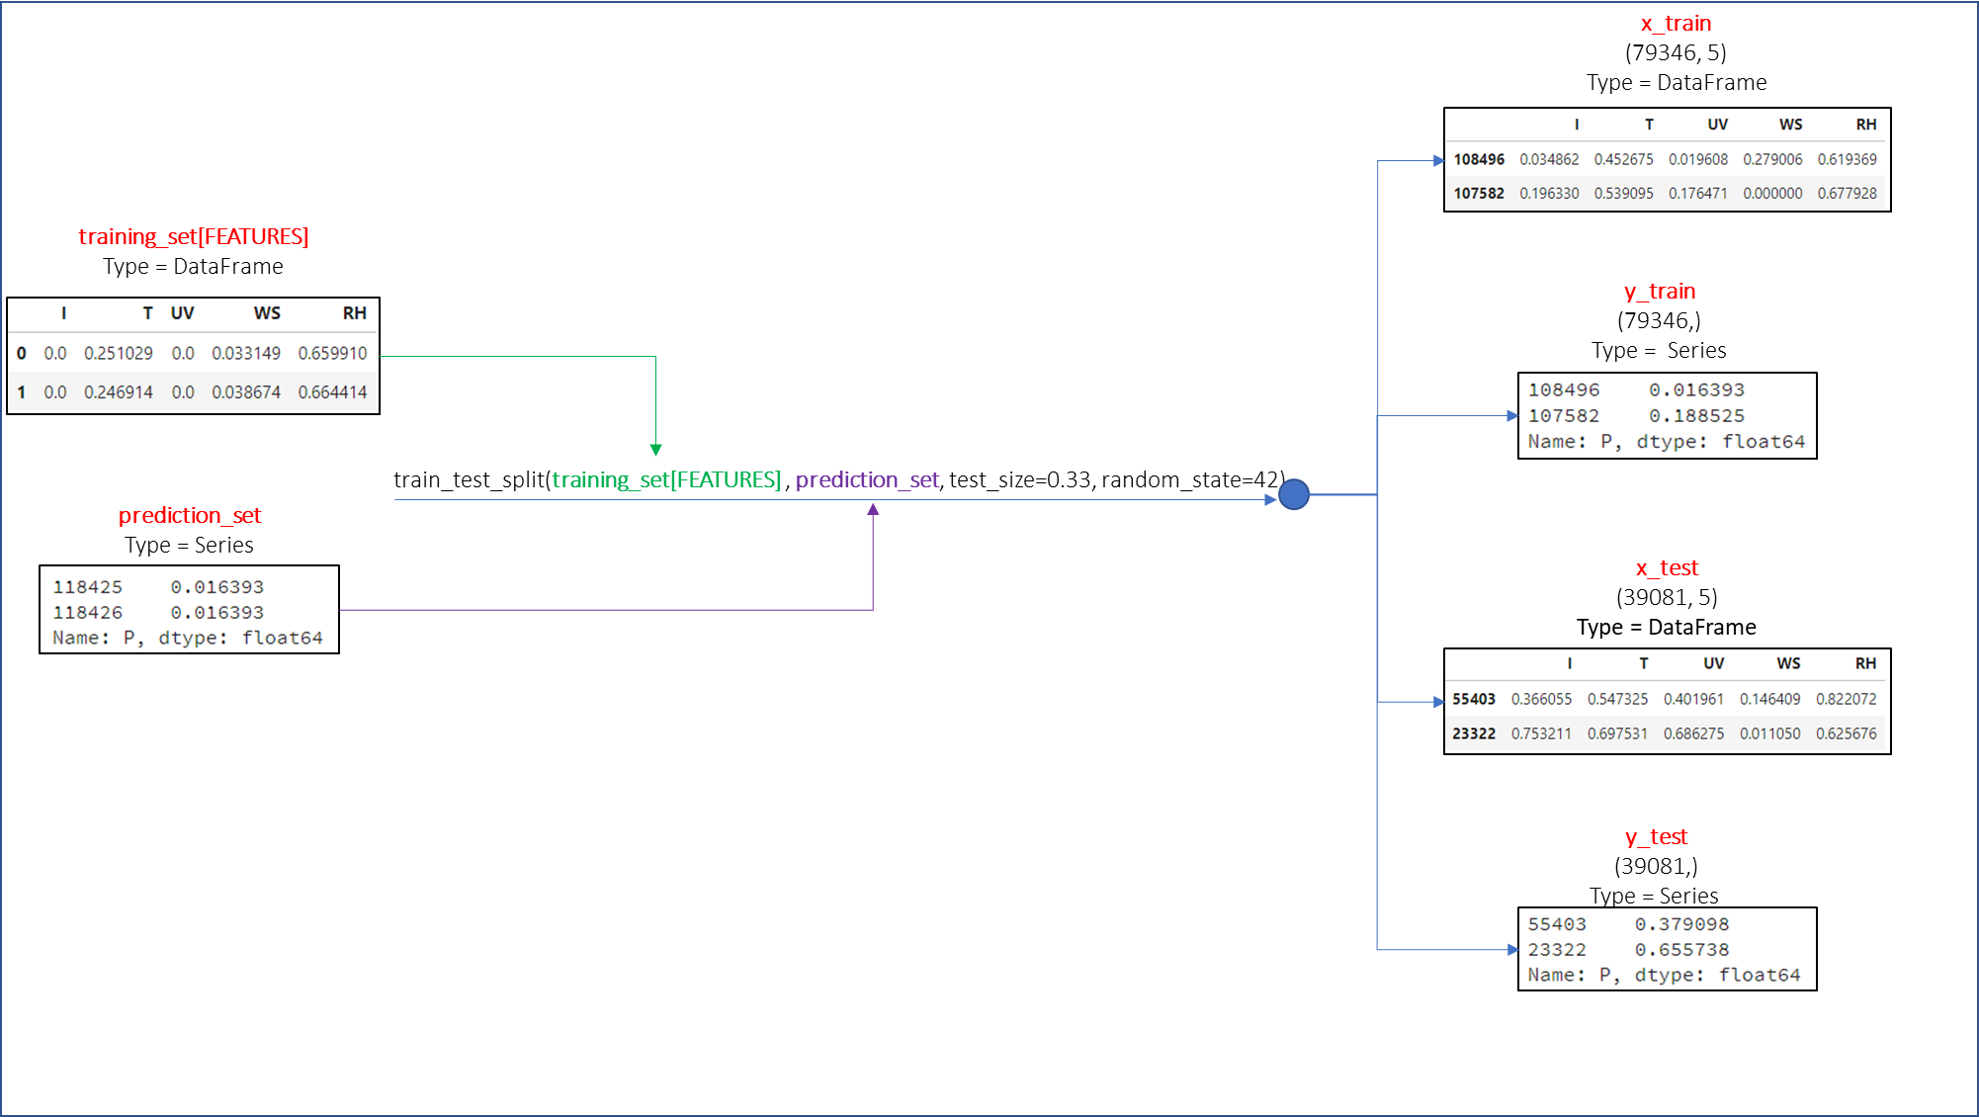 training_set[FEATURES]
Type = DataFrame
I T UV WS RH
0 0.0 0.251029 0.0 0.033149 0.659910
1 0.0 0.246914 0.0 0.038674 0.664414
prediction_set
Type = Series
118425 0.016393
118426 0.016393
Name: P, dtype: float64
train_test_split(training_set[FEATURES] , prediction_set, test_size=0.33, random_state=42)
x_train
(79346, 5)
Type = DataFrame
I T UV WS RH
108496 0.034862 0.452675 0.019608 0.279006 0.619369
107582 0.196330 0.539095 0.176471 0.000000 0.677928
y_train
(79346,)
Type = Series
108496 0.016393
107582 0.188525
Name: P, dtype: float64
x_test
(39081, 5)
Type = DataFrame
I T UV WS RH
55403 0.366055 0.547325 0.401961 0.146409 0.822072
23322 0.753211 0.697531 0.686275 0.011050 0.625676
y_test
(39081,)
Type = Series
55403 0.379098
23322 0.655738
Name: P, dtype: float64